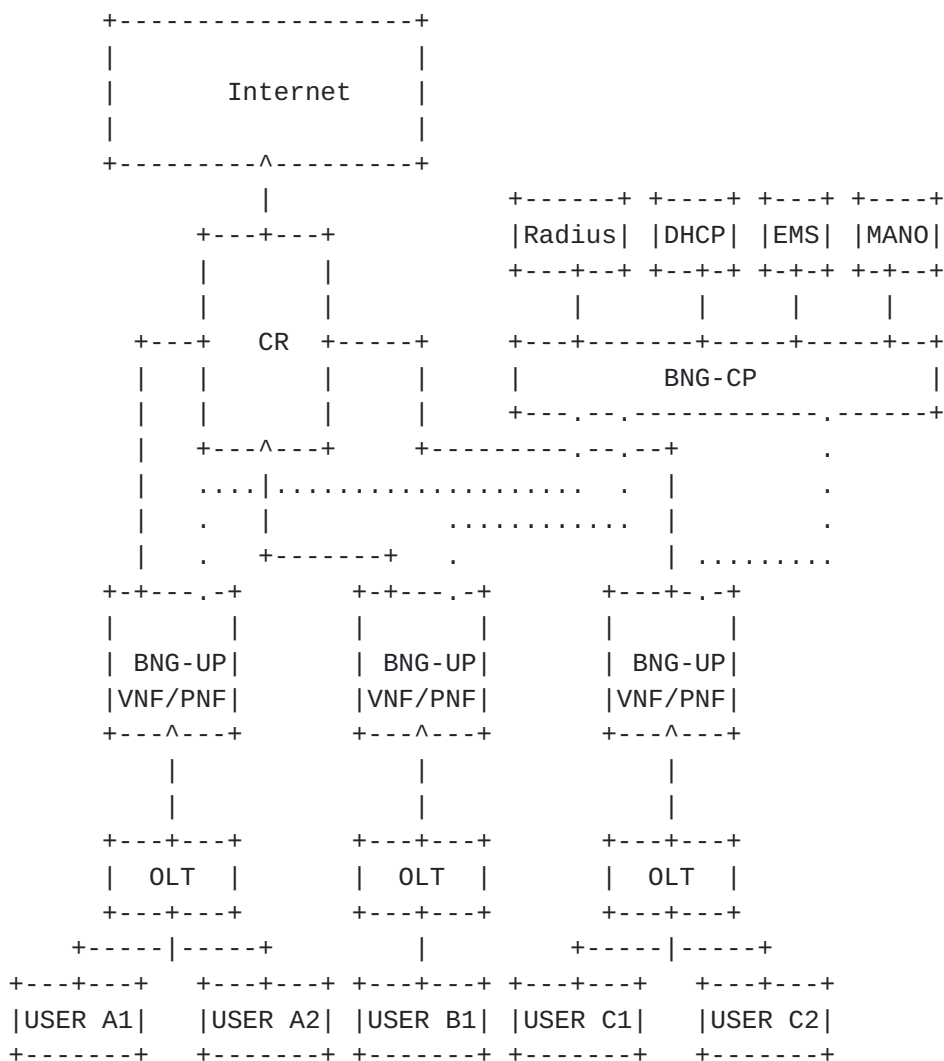 Internet
Radius DHCP EMS MANO
CR
BNG-CP
BNG-UP BNG-UP BNG-UP
VNF/PNF VNF/PNF VNF/PNF
OLT OLT OLT
USER A1 USER A2 USER B1 USER C1 USER C2